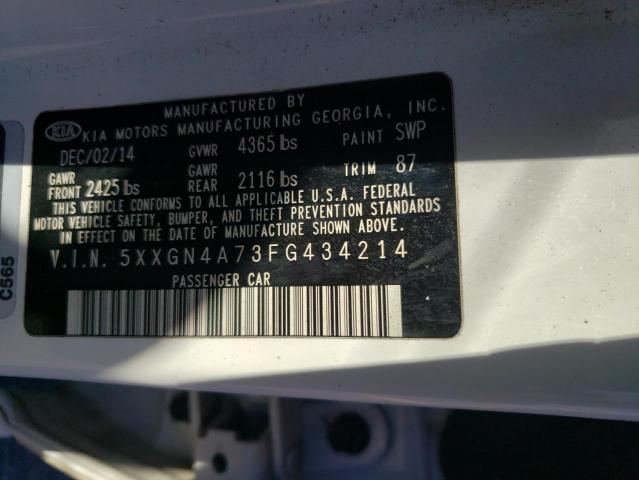 MANUFACTURED BY
KIA KIA MOTORS MANUFACTURING GEORGIA, INC.
DEC/02/14 GVWR 4365 lbs PAINT SWP
GAWR FRONT 2425 lbs GAWR REAR 2116 lbs TRIM 87
THIS VEHICLE CONFORMS TO ALL APPLICABLE U.S.A. FEDERAL
MOTOR VEHICLE SAFETY, BUMPER, AND THEFT PREVENTION STANDARDS
IN EFFECT ON THE DATE OF MANUFACTURE SHOWN ABOVE.
V.I.N. 5XXGN4A73FG434214
PASSENGER CAR
C565